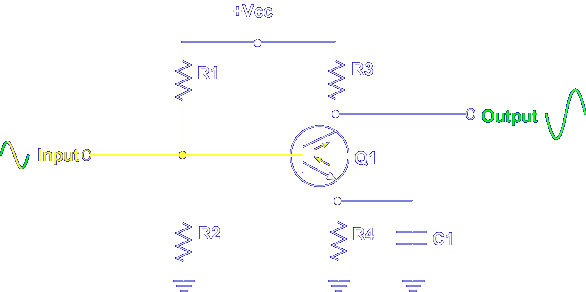 +Vcc
R1
R3
Output
Input
Q1
R2
R4
C1